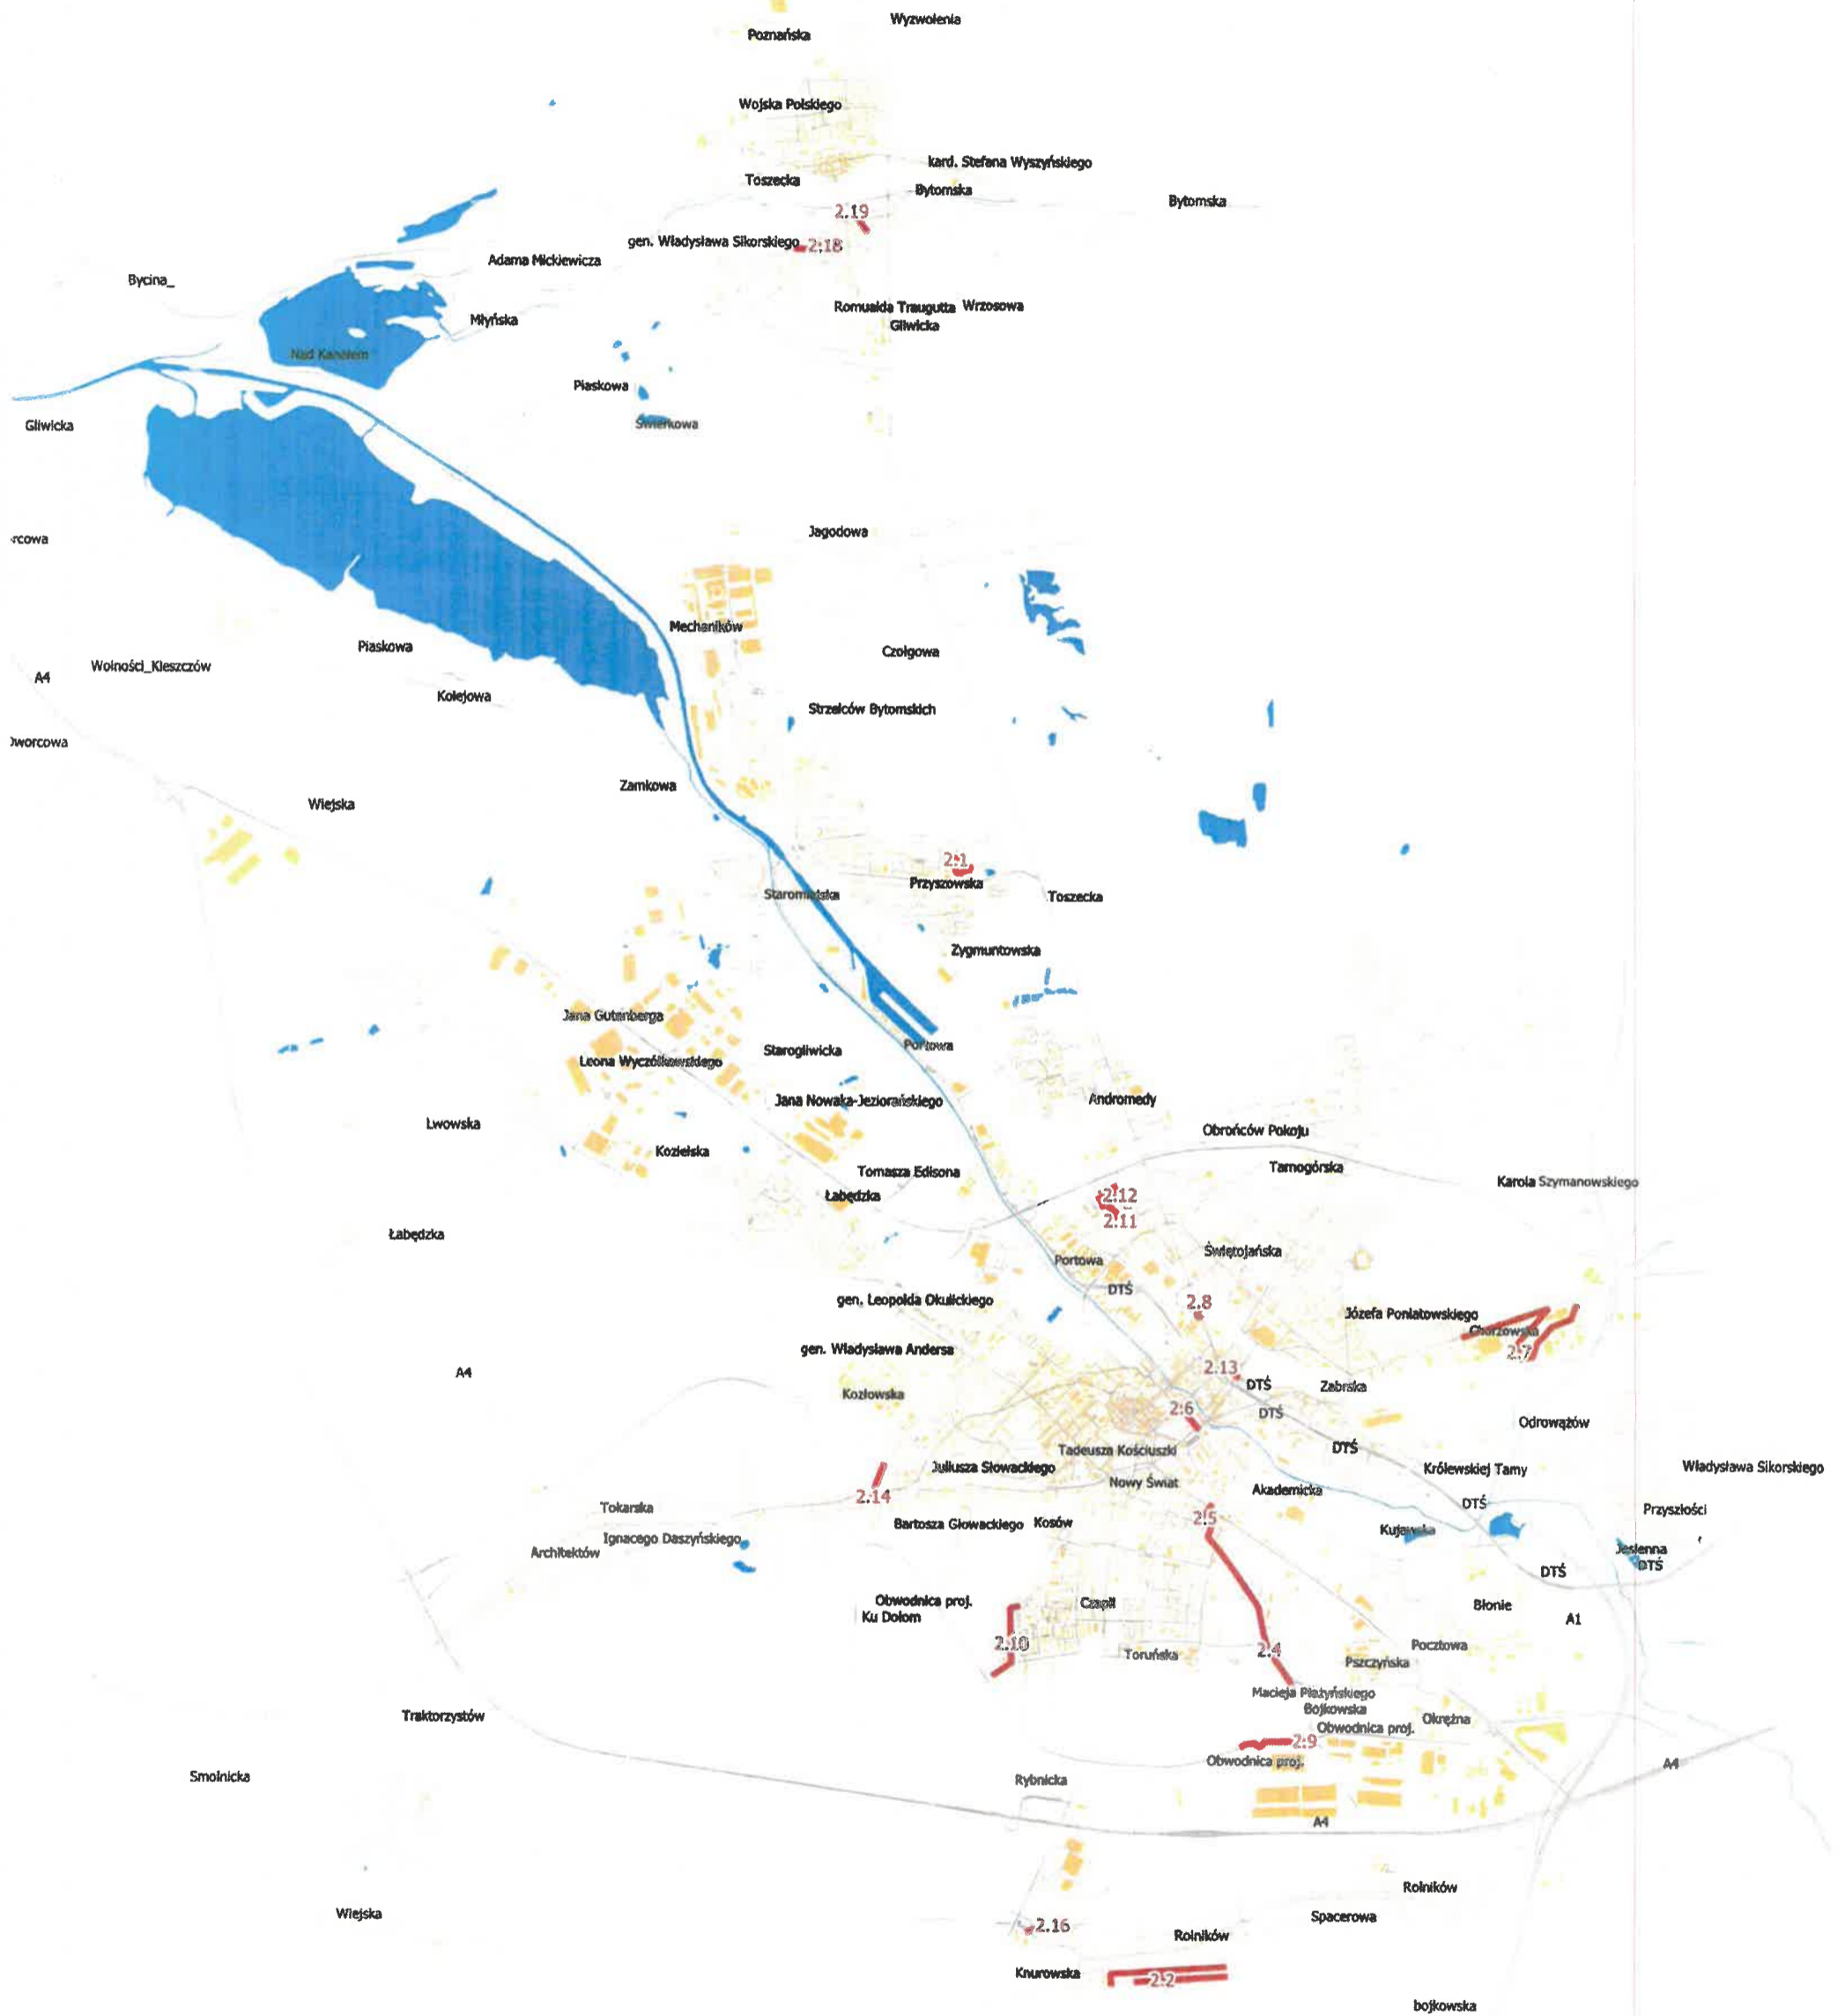 Wyzwolenia
Poznańska
Wojska Polskiego
kard. Stefana Wyszyńskiego
Toszecka
Bytomska
Bytomska
2.19
gen. Władysława Sikorskiego
2.18
Adama Mickiewicza
Bycina_
Romualda Traugutta
Wrzosowa
Młyńska
Gliwicka
Nad Kanałem
Piaskowa
Gliwicka
Świerkowa
Jagodowa
rcowa
Mechaników
Piaskowa
Czołgowa
Wolności_Kleszczów
A4
Kolejowa
Strzelców Bytomskich
Dworcowa
Zamkowa
Wiejska
2.1
Przyszowska
Staromiejska
Toszecka
Zygmuntowska
Jana Gutenberga
Portowa
Starogliwicka
Leona Wyczółkowskiego
Jana Nowaka-Jeziorańskiego
Andromedy
Lwowska
Obrońców Pokoju
Kozielska
Tarnogórska
Tomasza Edisona
Karola Szymanowskiego
Łabędzka
2.12
2.11
Łabędzka
Świętojańska
Portowa
DTŚ
gen. Leopolda Okulickiego
2.8
Józefa Poniatowskiego
Chorzowska
gen. Władysława Andersa
2.7
2.13
A4
DTŚ
Zabrska
Kozłowska
2.6
DTŚ
Odrowążów
Tadeusza Kościuszki
DTŚ
Juliusza Słowackiego
Królewskiej Tamy
Władysława Sikorskiego
Nowy Świat
Akademicka
2.14
DTŚ
Tokarska
Przyszłości
2.5
Bartosza Głowackiego
Kosów
Kujawska
Ignacego Daszyńskiego
Architektów
Jesienna
DTŚ
DTŚ
Obwodnica proj.
Czapli
Błonie
Ku Dołom
A1
2.10
Pocztowa
2.4
Toruńska
Pszczyńska
Macieja Płażyńskiego
Bojkowska
Traktorzystów
Okrężna
Obwodnica proj.
2.9
Obwodnica proj.
A4
Smolnicka
Rybnicka
A4
Rolników
Wiejska
Spacerowa
2.16
Rolników
Knurowska
2.2
bojkowska